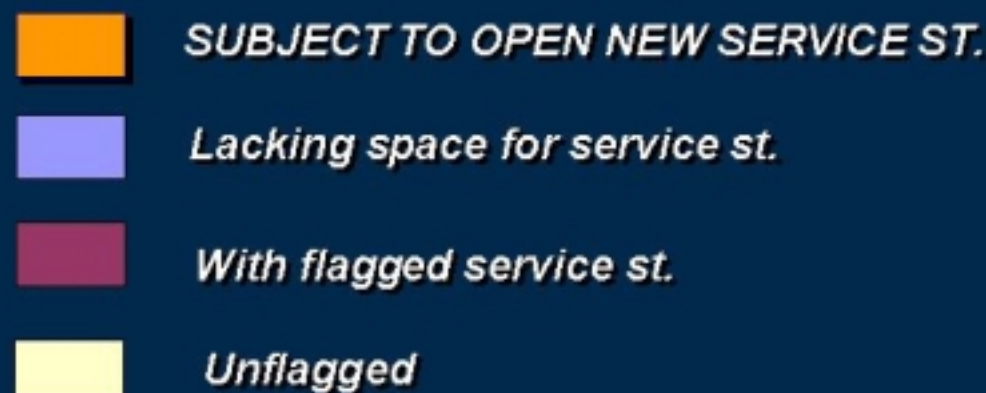 SUBJECT TO OPEN NEW SERVICE ST.
Lacking space for service st.
With flagged service st.
Unflagged